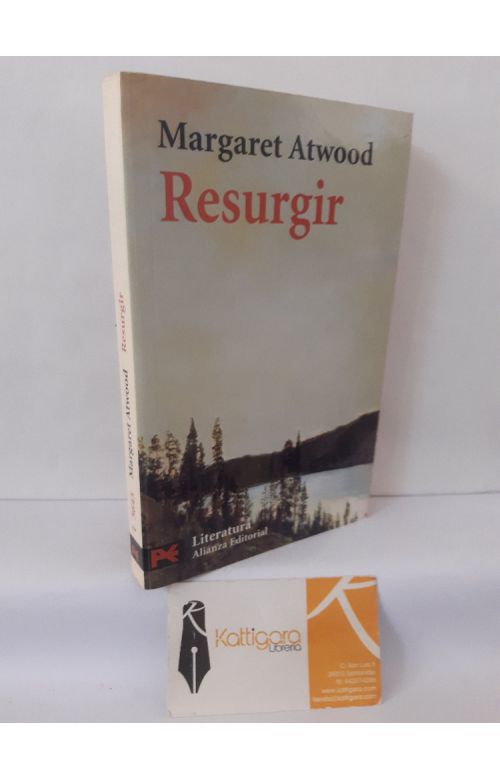 Margaret Atwood
Resurgir
Literatura
Alianza Editorial
Margaret Atwood Resurgir
Kattigara
Librería
www.kattigara.com